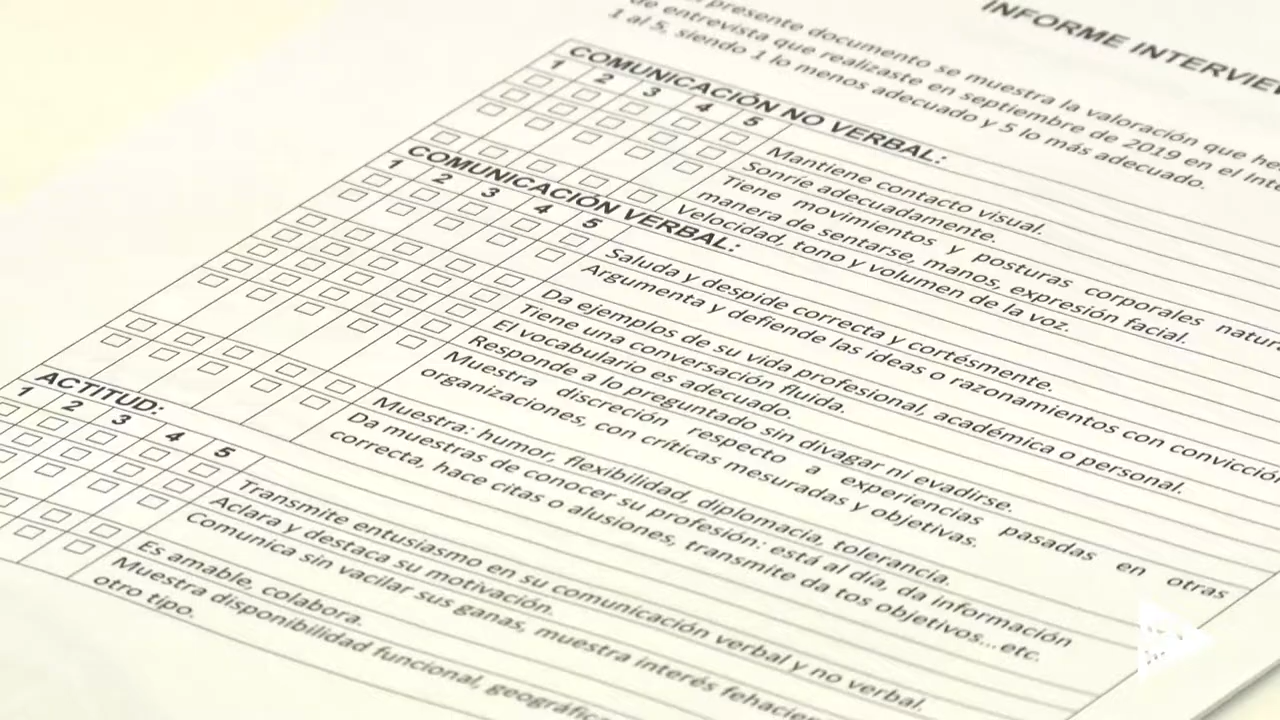 INFORME INTERVIEW
presente documento se muestra la valoración que he
de entrevista que realizaste en septiembre de 2019 en el
1 al 5, siendo 1 lo menos adecuado y 5 lo más adecuado.
COMUNICACIÓN NO VERBAL:
1 2 3 4 5
Mantiene contacto visual.
Sonríe adecuadamente.
Tiene movimientos y posturas corporales
manera de sentarse, manos, expresión facial.
Velocidad, tono y volumen de la voz.
COMUNICACIÓN VERBAL:
1 2 3 4 5
Saluda y despide correcta y cortésmente.
Argumenta y defiende las ideas o razonamientos con convicción
Da ejemplos de su vida profesional, académica o personal.
Tiene una conversación fluida.
El vocabulario es adecuado.
Responde a lo preguntado sin divagar ni evadirse.
Muestra discreción respecto a experiencias pasadas en otras
organizaciones, con críticas mesuradas y objetivas.
Muestra: humor, flexibilidad, diplomacia, tolerancia.
Da muestras de conocer su profesión: está al día, da información
correcta, hace citas o alusiones, transmite da tos objetivos...etc.
ACTITUD:
1 2 3 4 5
Transmite entusiasmo en su comunicación verbal y no verbal.
Aclara y destaca su motivación.
Comunica sin vacilar sus ganas, muestra interés
Es amable, colabora.
Muestra disponibilidad funcional,
otro tipo.